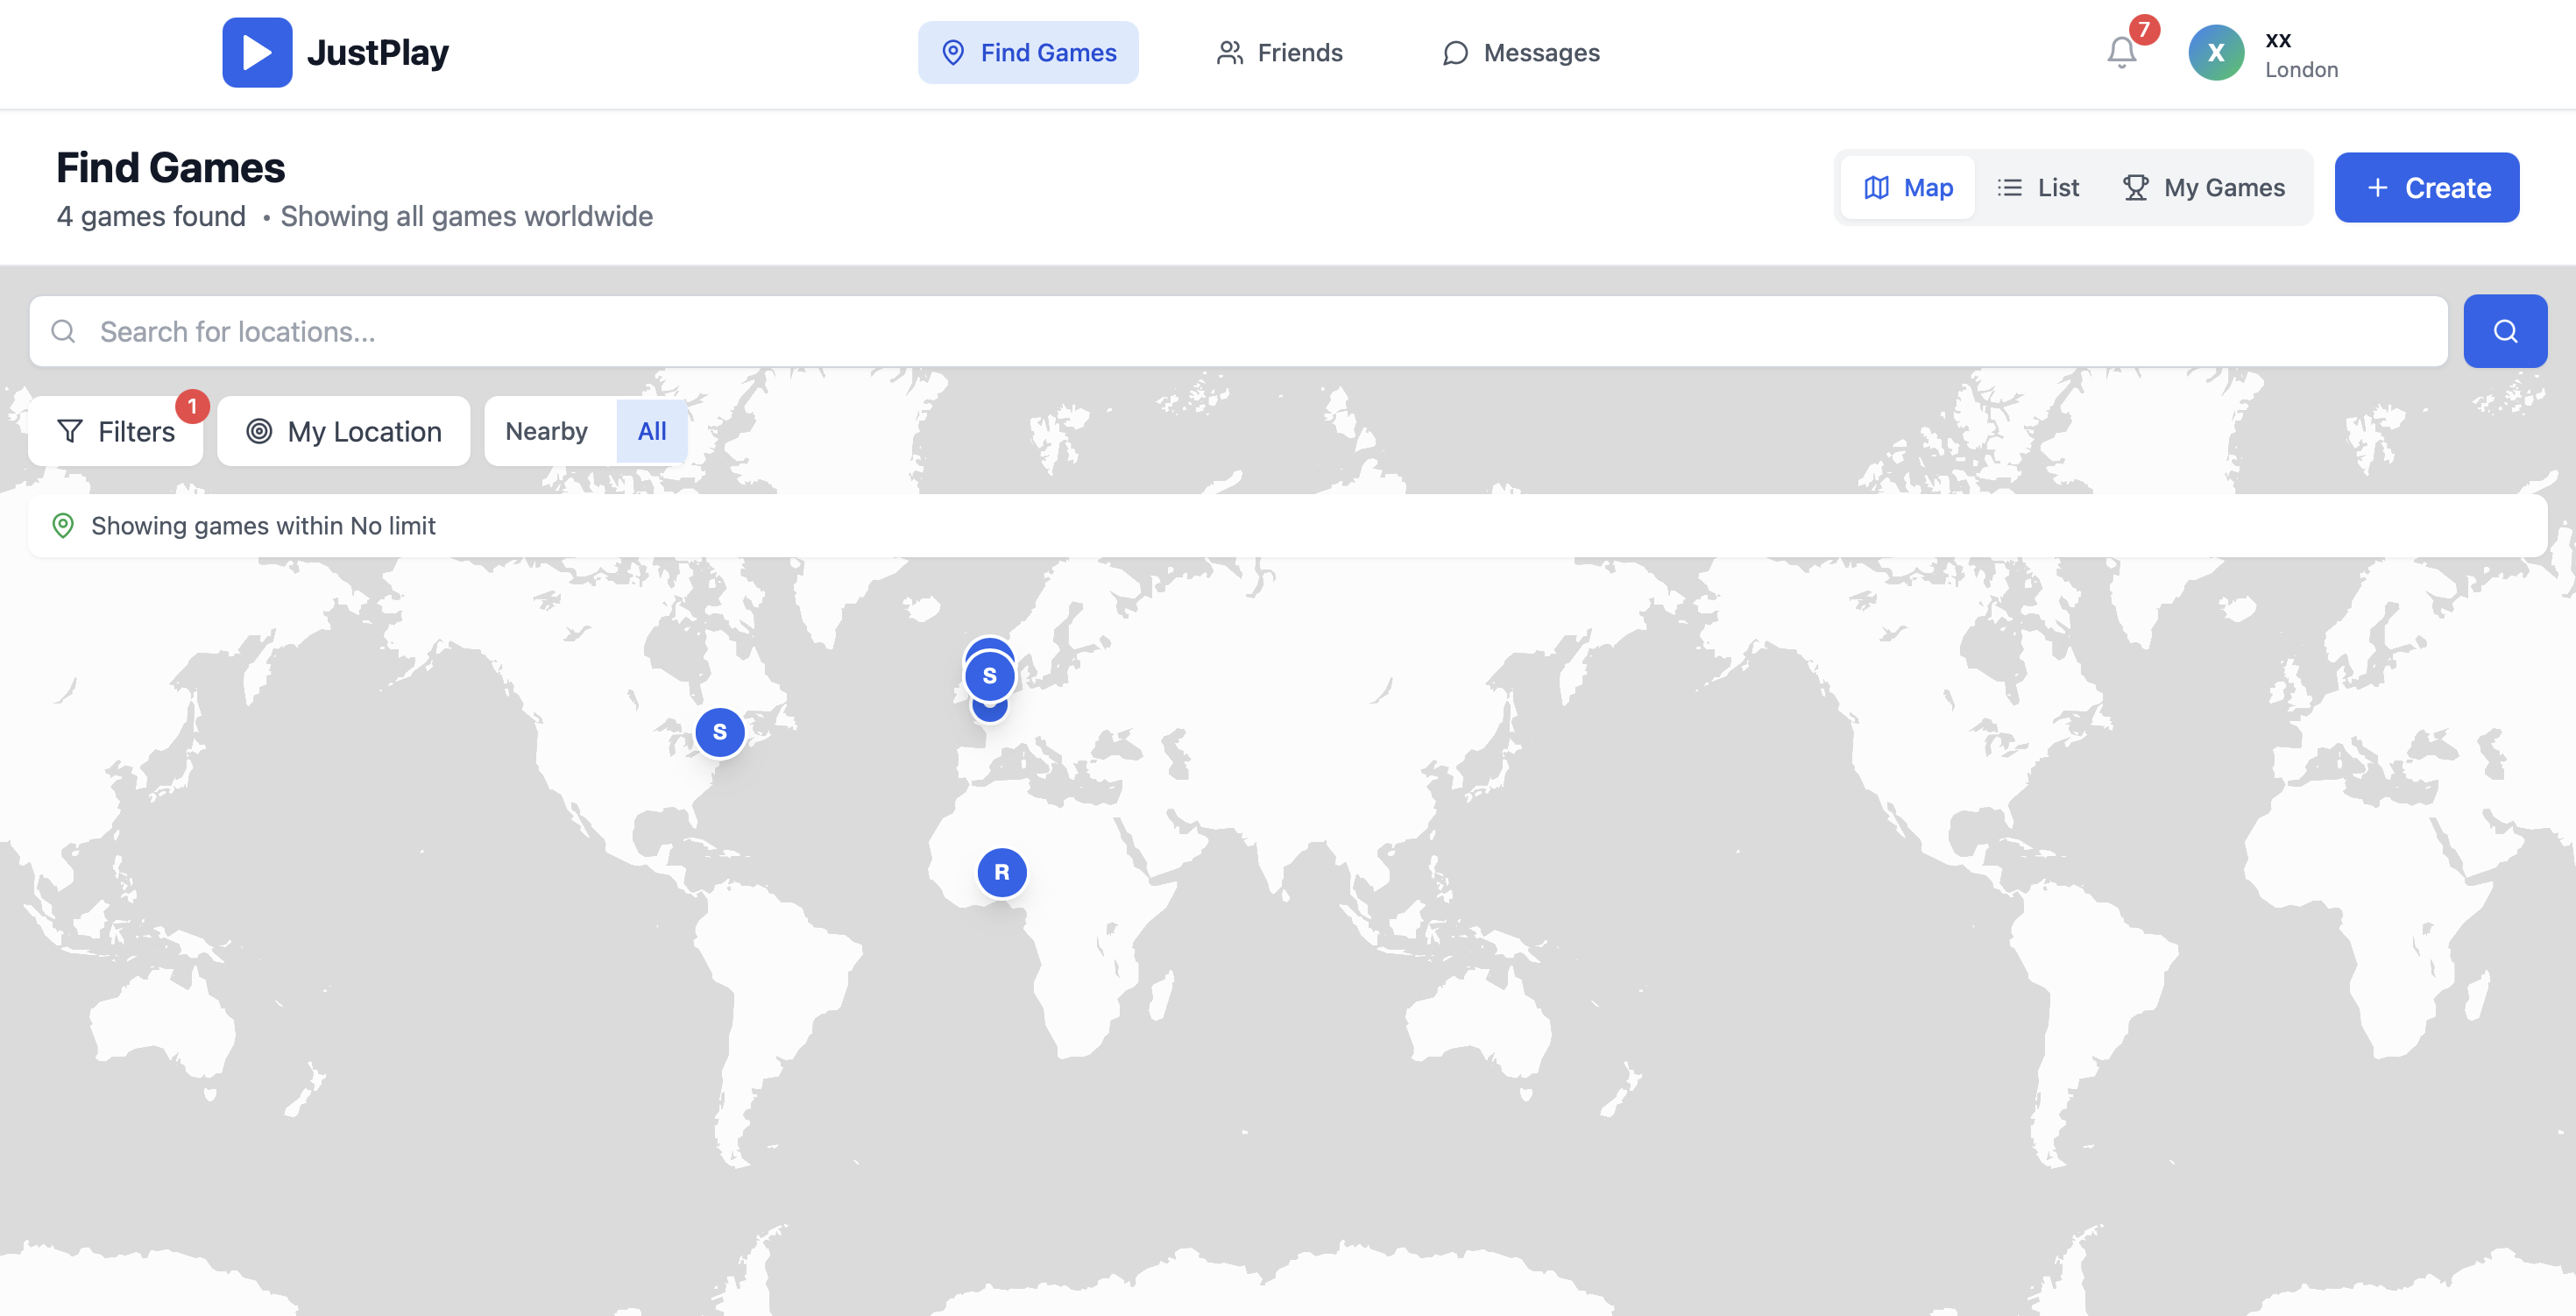 JustPlay
Find Games
Friends
Messages
7
X
xx
London
Find Games
4 games found • Showing all games worldwide
Map
List
My Games
+ Create
Search for locations...
Filters
1
My Location
Nearby
All
Showing games within No limit
S
S
R